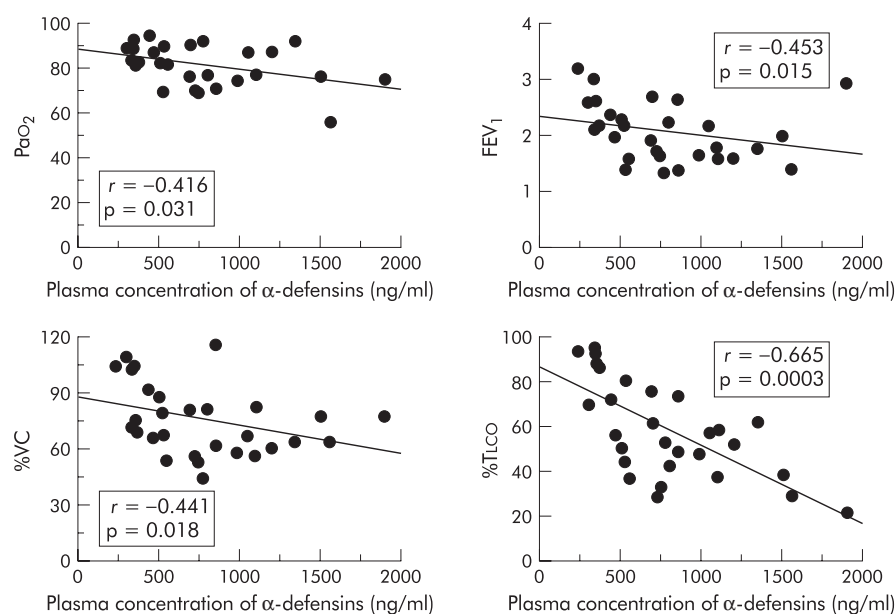 100
80
60
40
20
0
PaO2
r = –0.416
p = 0.031
0 500 1000 1500 2000
Plasma concentration of α-defensins (ng/ml)
4
3
2
1
0
FEV1
r = –0.453
p = 0.015
0 500 1000 1500 2000
Plasma concentration of α-defensins (ng/ml)
120
90
60
30
0
%VC
r = –0.441
p = 0.018
0 500 1000 1500 2000
Plasma concentration of α-defensins (ng/ml)
100
80
60
40
20
0
%TLCO
r = –0.665
p = 0.0003
0 500 1000 1500 2000
Plasma concentration of α-defensins (ng/ml)